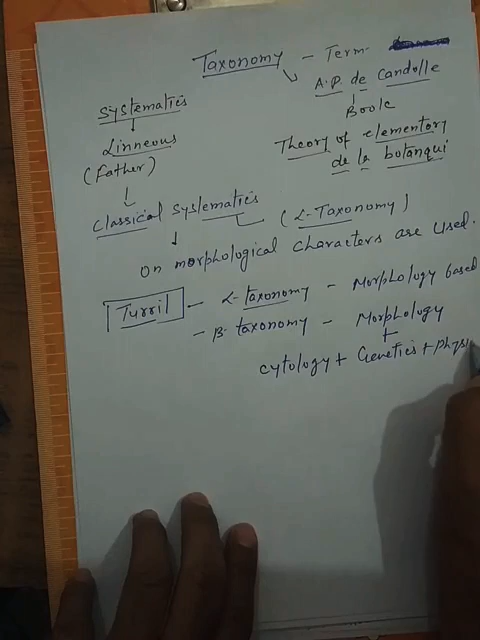 Taxonomy - Term-
A.P. de Candolle
Book
Theory of elementory
de la botanqui
Systematics
Linneous
(Father)
Classical Systematics (α-Taxonomy)
on morphological characters are used.
Turril - α-taxonomy - Morphology based
- β-taxonomy - Morphology
+
cytology + Genetics + Phys